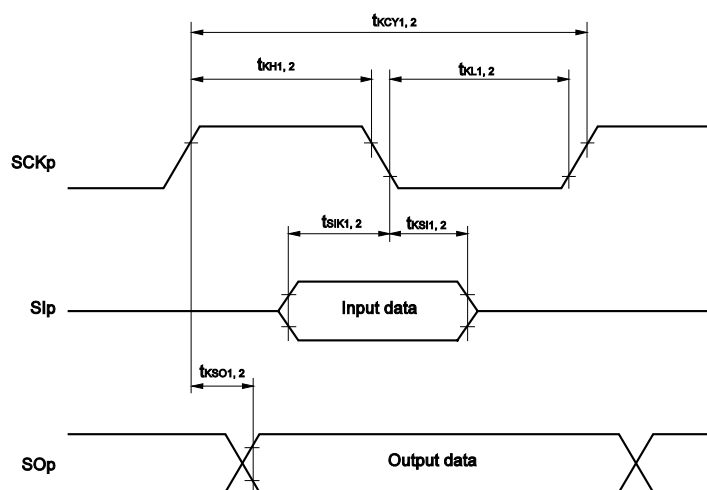 tKCY1, 2
tKH1, 2
tKL1, 2
SCKp
tSIK1, 2
tKSI1, 2
SIp
Input data
tKSO1, 2
SOp
Output data